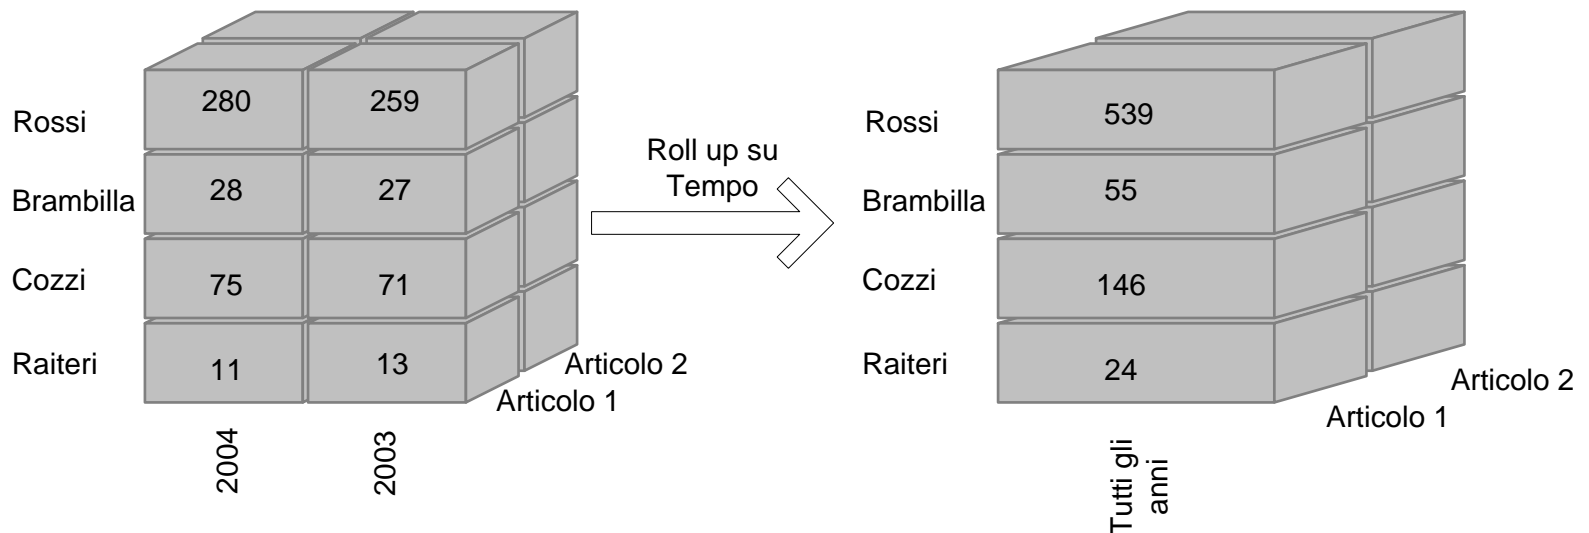 Rossi
280
259
Brambilla
28
27
Cozzi
75
71
Raiteri
11
13
Articolo 2
Articolo 1
2004
2003
Roll up su
Tempo
Rossi
539
Brambilla
55
Cozzi
146
Raiteri
24
Articolo 2
Articolo 1
Tutti gli
anni